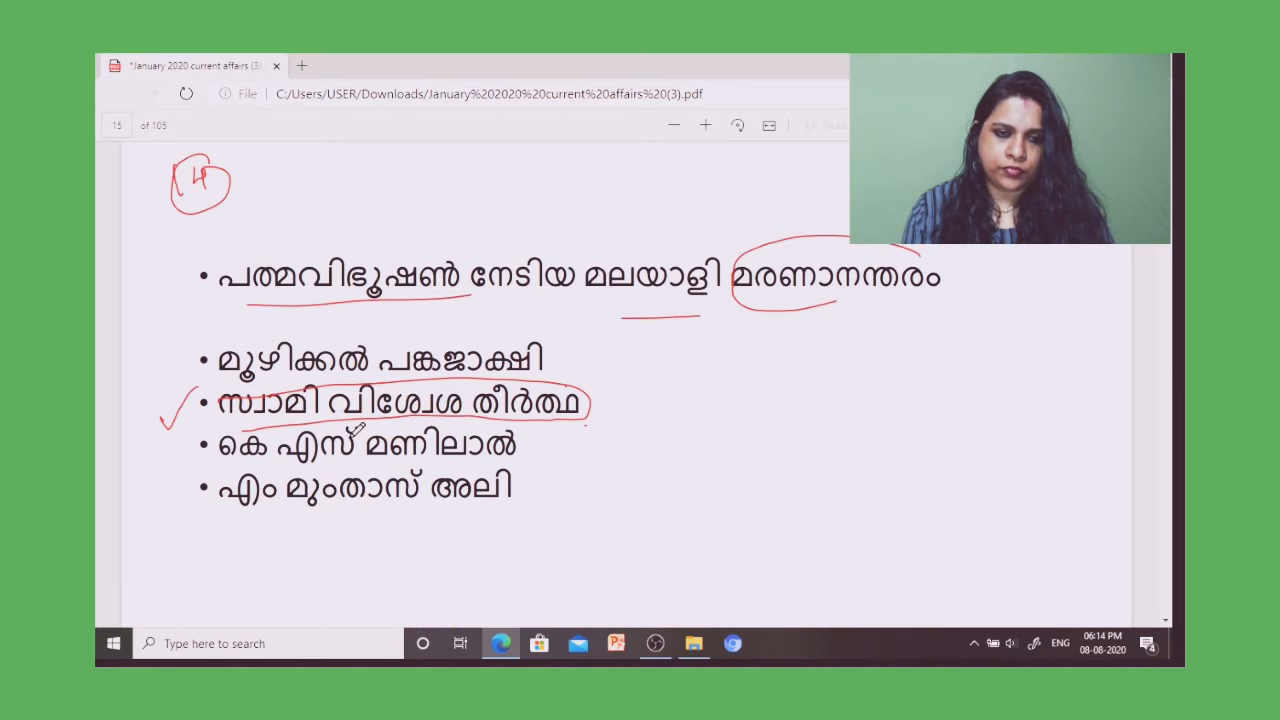 *January 2020 current affairs (3).
File C:/Users/USER/Downloads/January%202020%20current%20affairs%20(3).pdf
15 of 105
14
• പത്മവിഭൂഷൺ നേടിയ മലയാളി മരണാനന്തരം
• മൂഴിക്കൽ പങ്കജാക്ഷി
• സ്വാമി വിശ്വേശ തീർത്ഥ
• കെ എസ് മണിലാൽ
• എം മുംതാസ് അലി
Type here to search
ENG
06:14 PM
08-08-2020
4